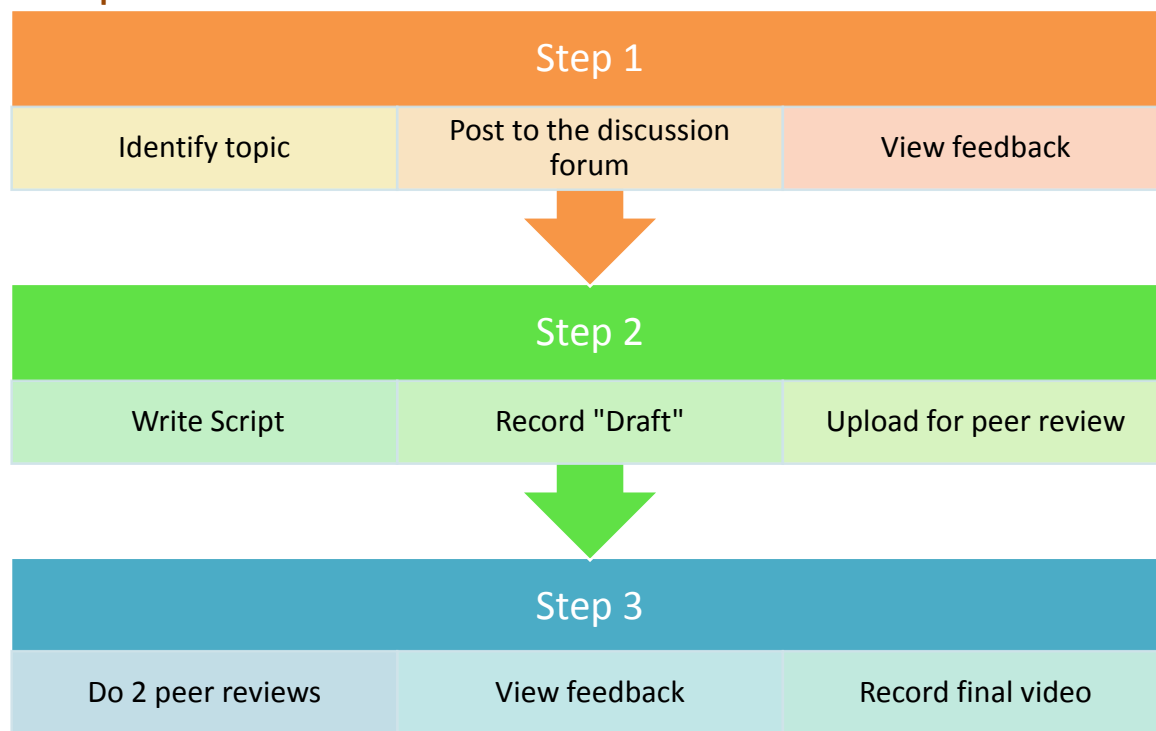 Step 1
Identify topic
Post to the discussion
forum
View feedback
Step 2
Write Script
Record "Draft"
Upload for peer review
Step 3
Do 2 peer reviews
View feedback
Record final video